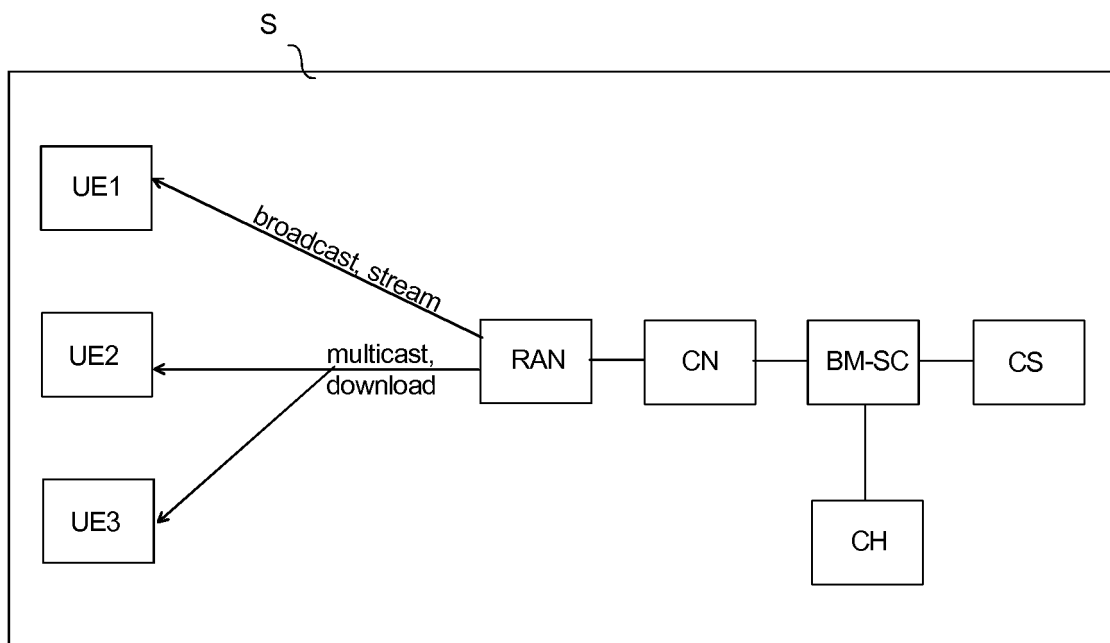 S
UE1
broadcast, stream
UE2
multicast,
download
RAN
CN
BM-SC
CS
UE3
CH